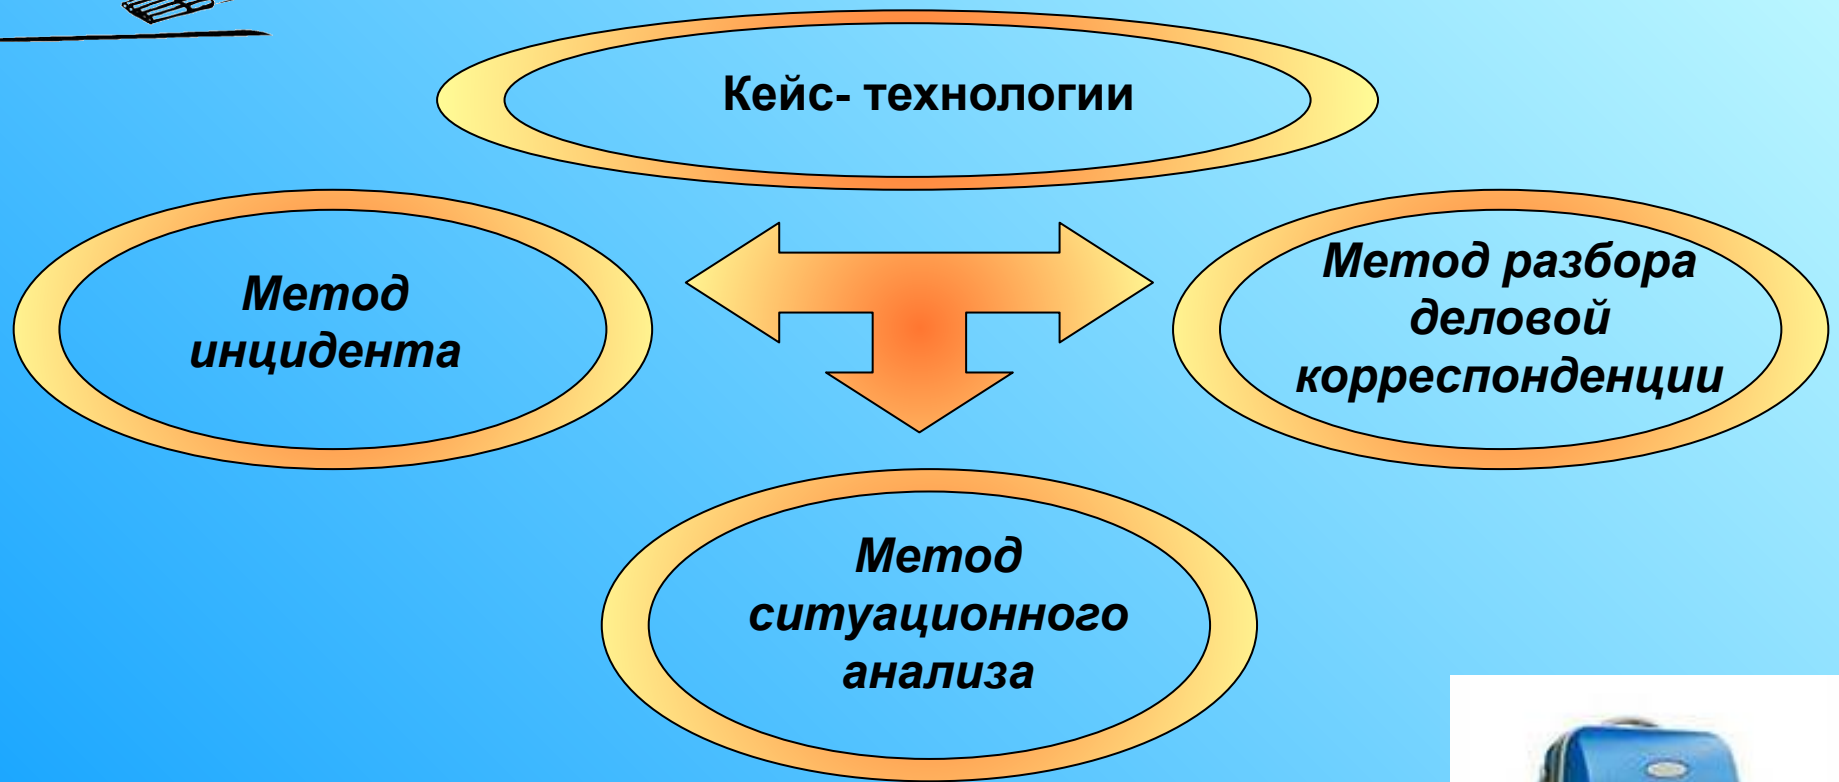 Кейс- технологии
Метод
инцидента
Метод разбора
деловой
корреспонденции
Метод
ситуационного
анализа